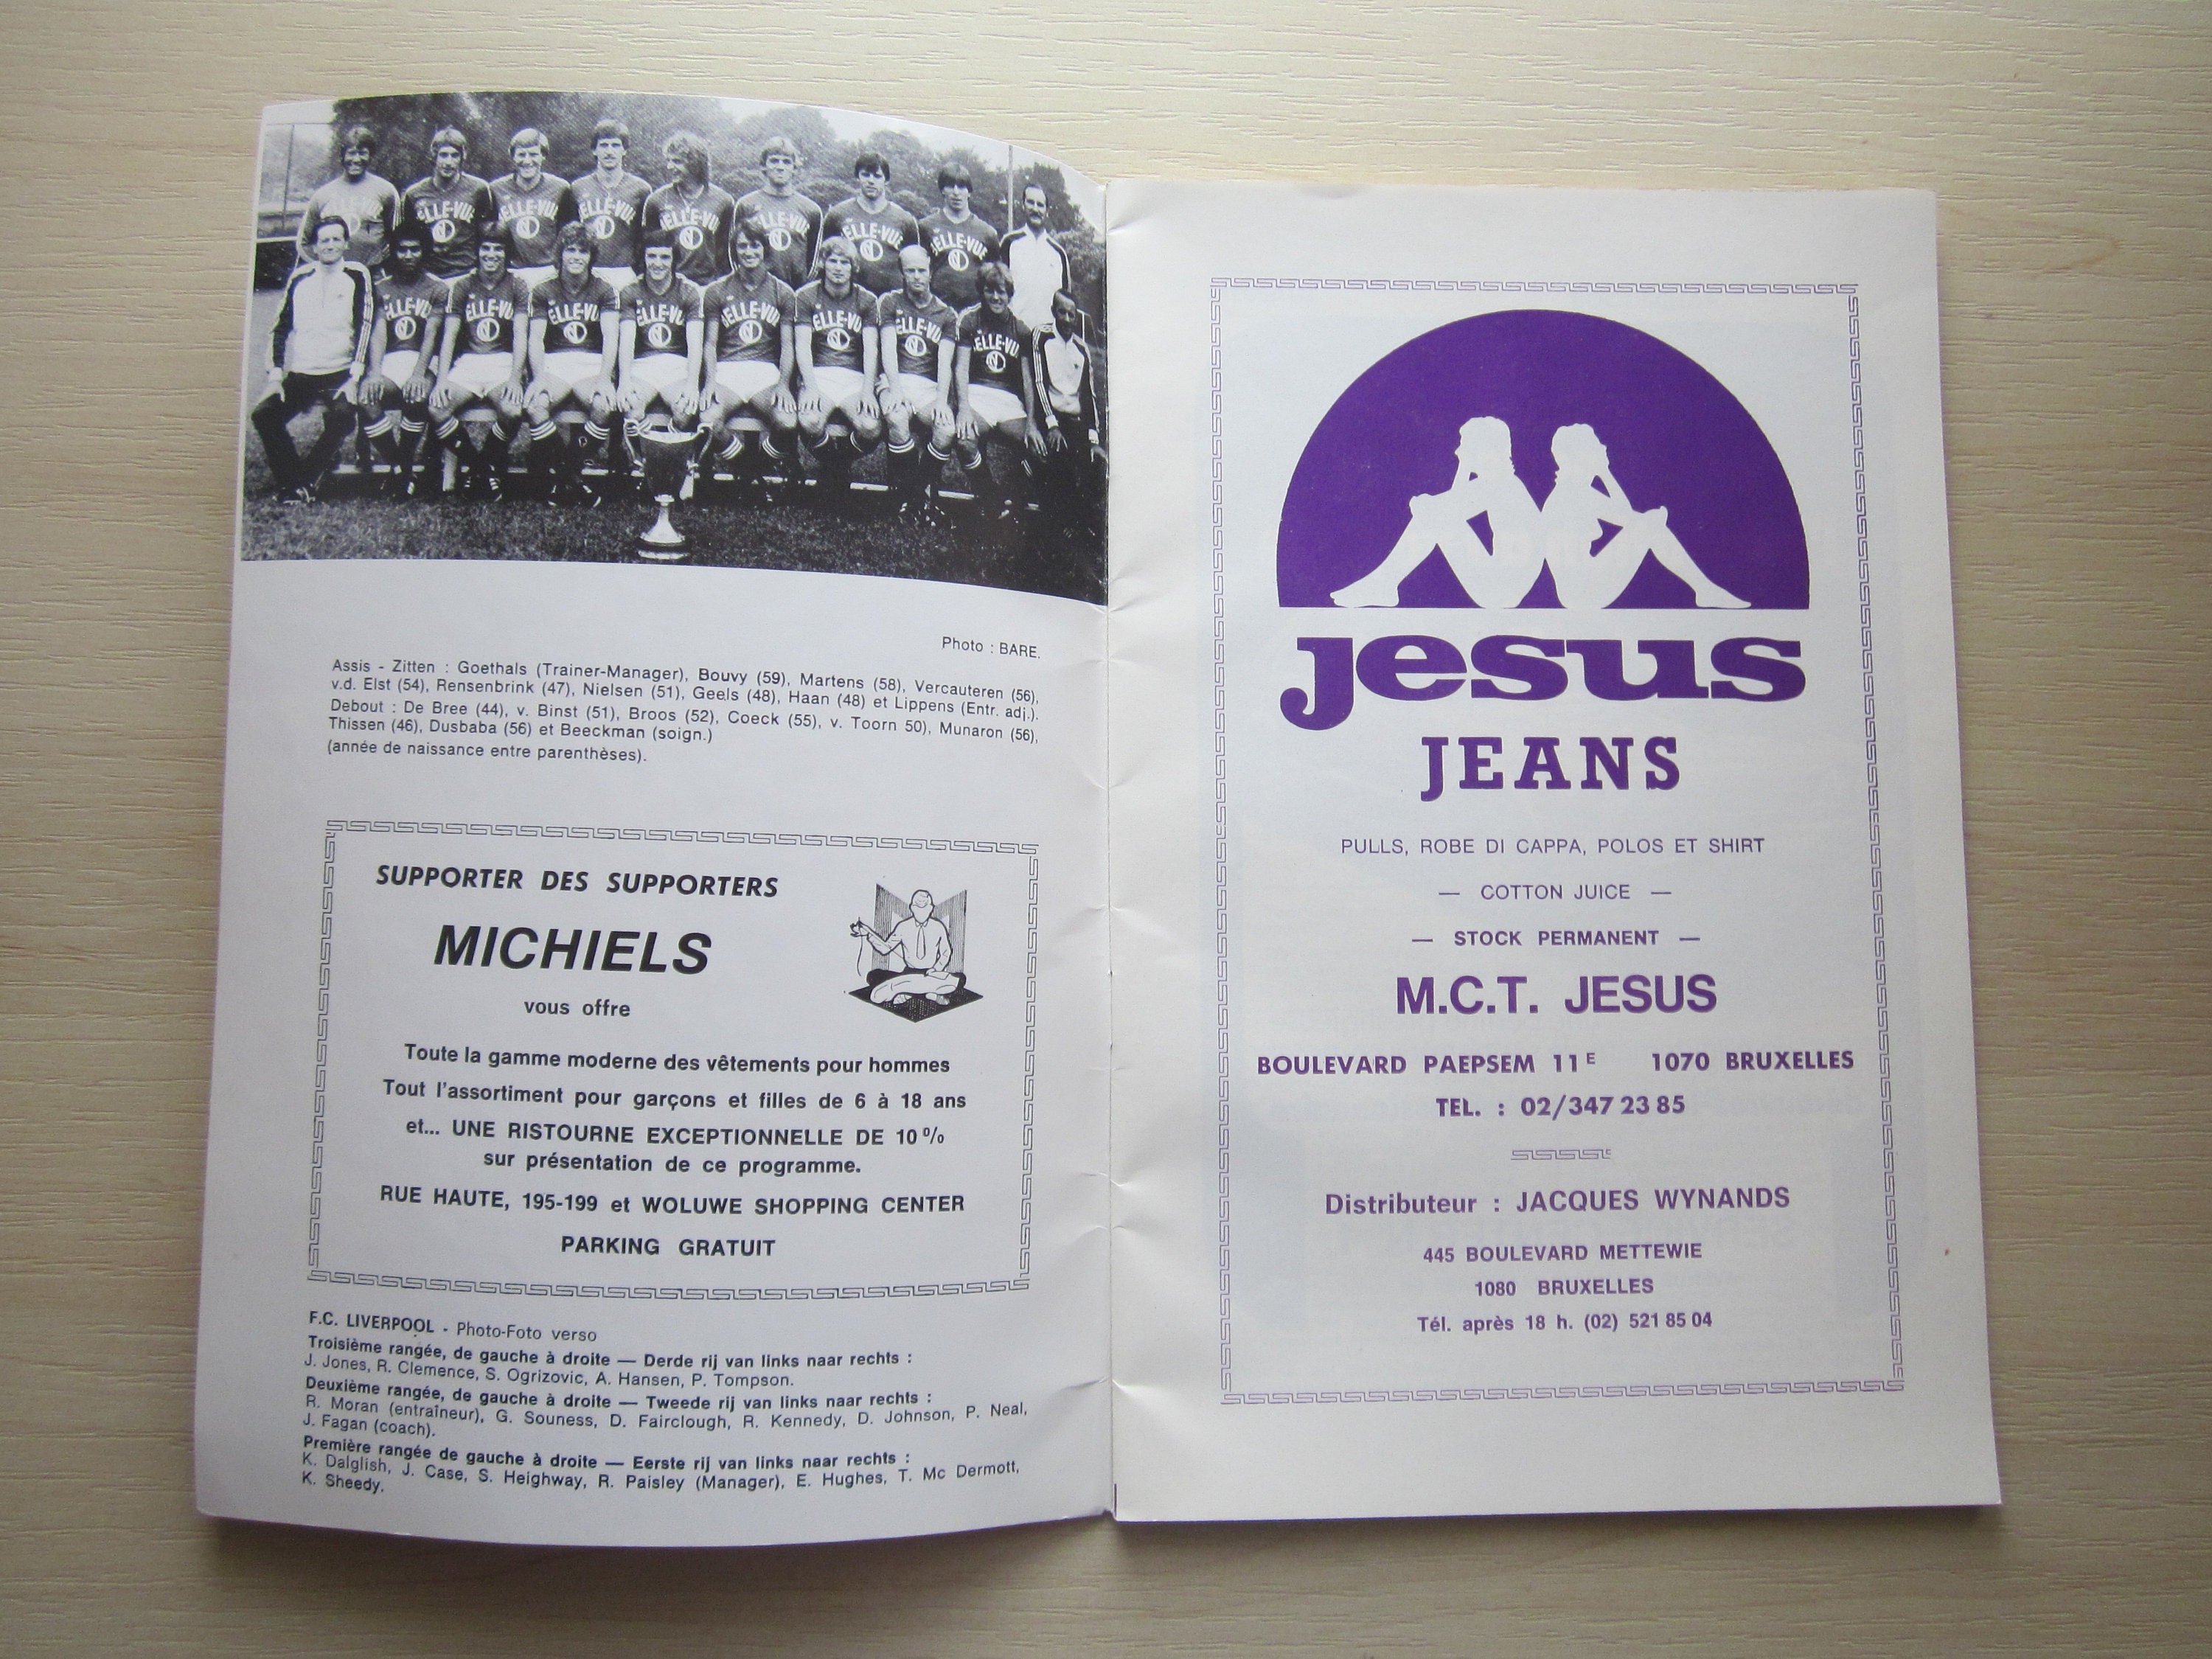 Photo : BARE.
Assis - Zitten : Goethals (Trainer-Manager), Bouvy (59), Martens (58), Vercauteren (56),
v.d. Elst (54), Rensenbrink (47), Nielsen (51), Geels (48), Haan (48) et Lippens (Entr. adj.).
Debout : De Bree (44), v. Binst (51), Broos (52), Coeck (55), v. Toorn 50), Munaron (56),
Thissen (46), Dusbaba (56) et Beeckman (soign.)
(année de naissance entre parenthèses).
SUPPORTER DES SUPPORTERS
MICHIELS
vous offre
Toute la gamme moderne des vêtements pour hommes
Tout l'assortiment pour garçons et filles de 6 à 18 ans
et... UNE RISTOURNE EXCEPTIONNELLE DE 10 %
sur présentation de ce programme.
RUE HAUTE, 195-199 et WOLUWE SHOPPING CENTER
PARKING GRATUIT
F.C. LIVERPOOL - Photo-Foto verso
Troisième rangée, de gauche à droite — Derde rij van links naar rechts :
J. Jones, R. Clemence, S. Ogrizovic, A. Hansen, P. Tompson.
Deuxième rangée, de gauche à droite — Tweede rij van links naar rechts :
R. Moran (entraîneur), G. Souness, D. Fairclough, R. Kennedy, D. Johnson, P. Neal,
J. Fagan (coach).
Première rangée de gauche à droite — Eerste rij van links naar rechts :
K. Dalglish, J. Case, S. Heighway, R. Paisley (Manager), E. Hughes, T. Mc Dermott,
K. Sheedy.
jesus
JEANS
PULLS, ROBE DI CAPPA, POLOS ET SHIRT
— COTTON JUICE —
— STOCK PERMANENT —
M.C.T. JESUS
BOULEVARD PAEPSEM 11E 1070 BRUXELLES
TEL. : 02/347 23 85
Distributeur : JACQUES WYNANDS
445 BOULEVARD METTEWIE
1080 BRUXELLES
Tél. après 18 h. (02) 521 85 04